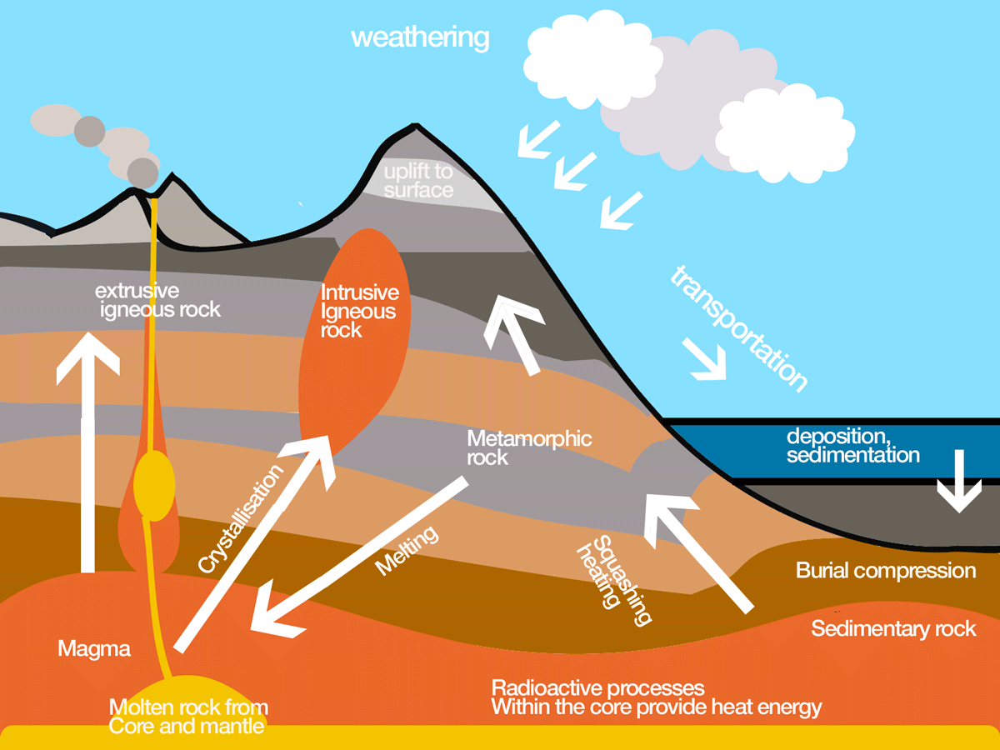 weathering
uplift to
surface
transportation
extrusive
igneous rock
Intrusive
Igneous
rock
deposition,
sedimentation
Metamorphic
rock
Crystallisation
Melting
Squashing
heating
Burial compression
Sedimentary rock
Magma
Radioactive processes
Within the core provide heat energy
Molten rock from
Core and mantle